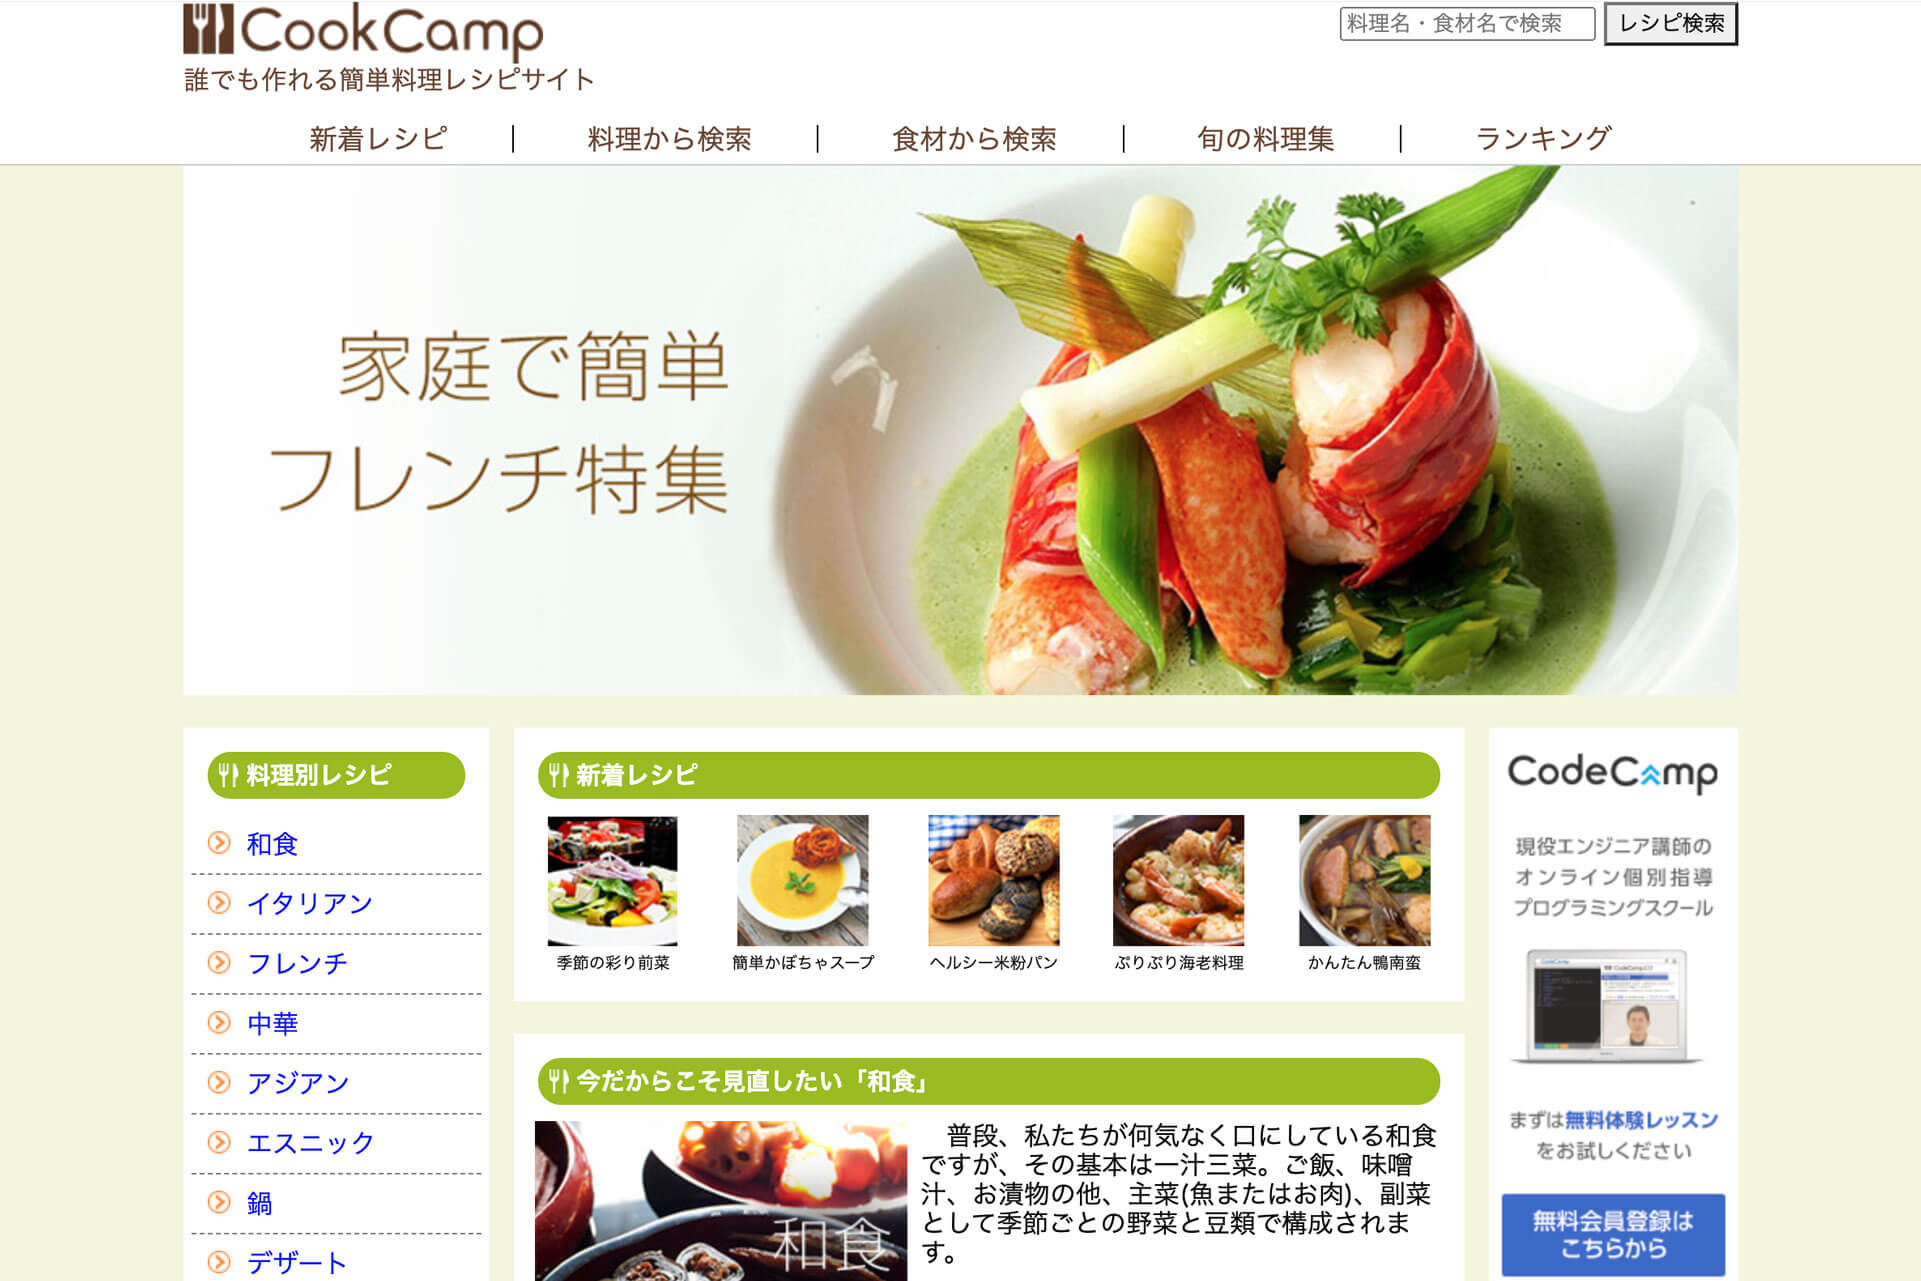 CookCamp
誰でも作れる簡単料理レシピサイト
料理名・食材名で検索
レシピ検索
新着レシピ
料理から検索
食材から検索
旬の料理集
ランキング
家庭で簡単
フレンチ特集
料理別レシピ
和食
イタリアン
フレンチ
中華
アジアン
エスニック
鍋
デザート
新着レシピ
季節の彩り前菜
簡単かぼちゃスープ
ヘルシー米粉パン
ぷりぷり海老料理
かんたん鴨南蛮
今だからこそ見直したい「和食」
和食
普段、私たちが何気なく口にしている和食
ですが、その基本は一汁三菜。ご飯、味噌
汁、お漬物の他、主菜(魚またはお肉)、副菜
として季節ごとの野菜と豆類で構成されま
す。
CodeCamp
現役エンジニア講師の
オンライン個別指導
プログラミングスクール
まずは無料体験レッスン
をお試しください
無料会員登録は
こちらから